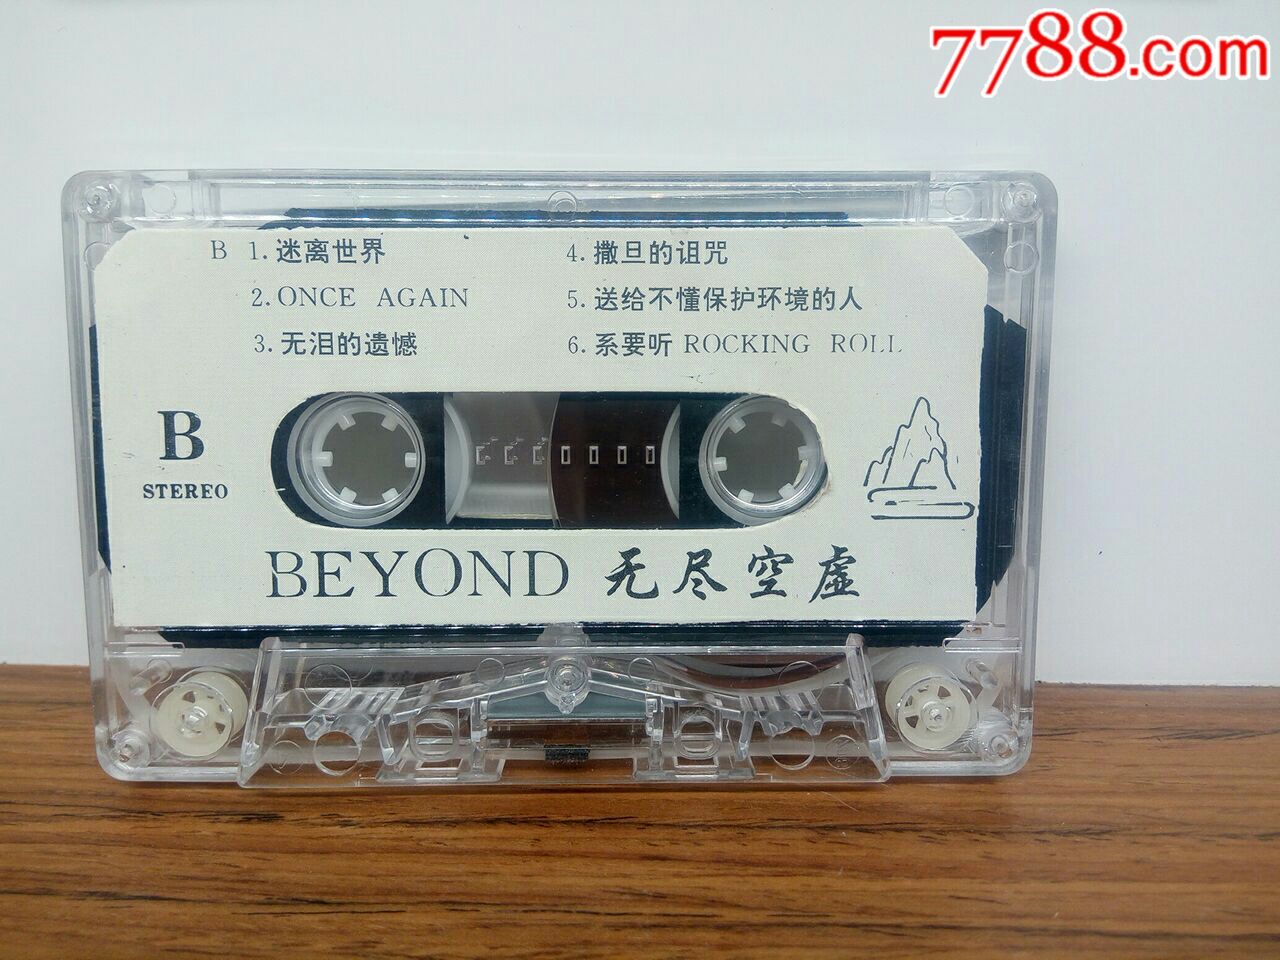 7788.com
B 1. 迷离世界
2. ONCE AGAIN
3. 无泪的遗憾
4. 撒旦的诅咒
5. 送给不懂保护环境的人
6. 系要听 ROCKING ROLL
B
STEREO
BEYOND 无尽空虚